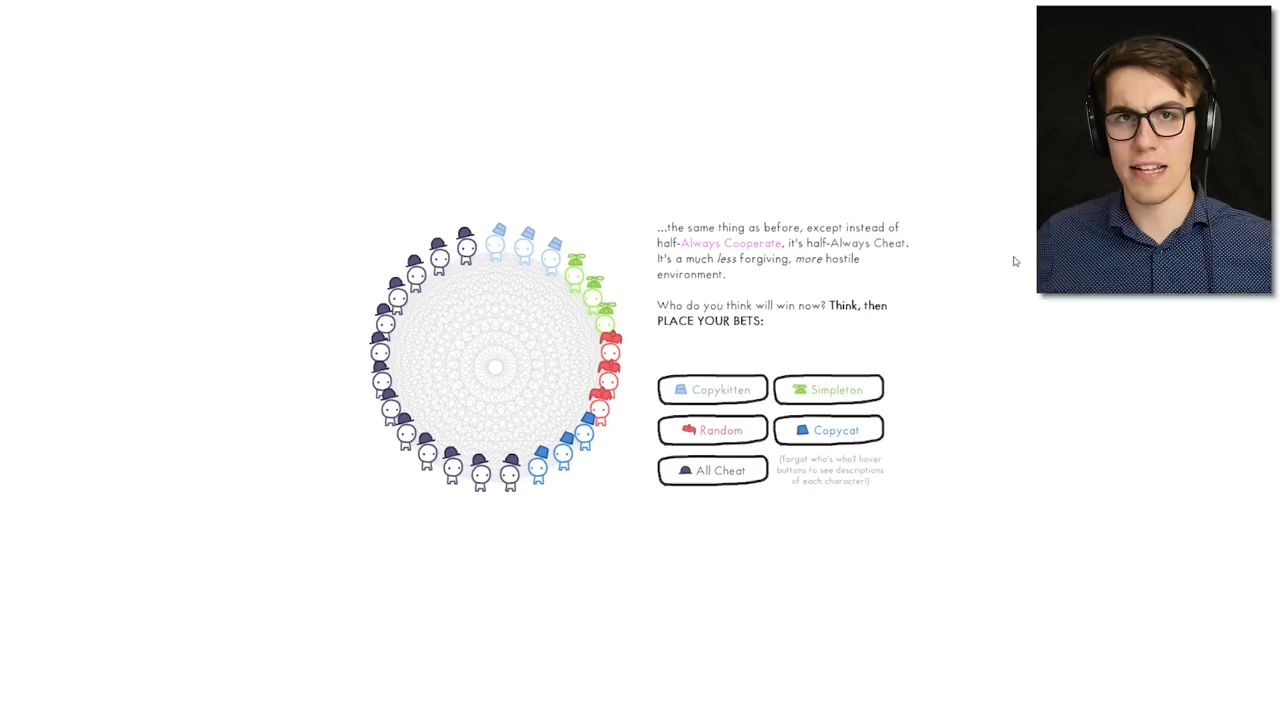 ...the same thing as before, except instead of
half-Always Cooperate, it's half-Always Cheat.
It's a much less forgiving, more hostile
environment.
Who do you think will win now? Think, then
PLACE YOUR BETS:
Copykitten
Simpleton
Random
Copycat
All Cheat
(forgot who's who? hover
buttons to see descriptions
of each character!)